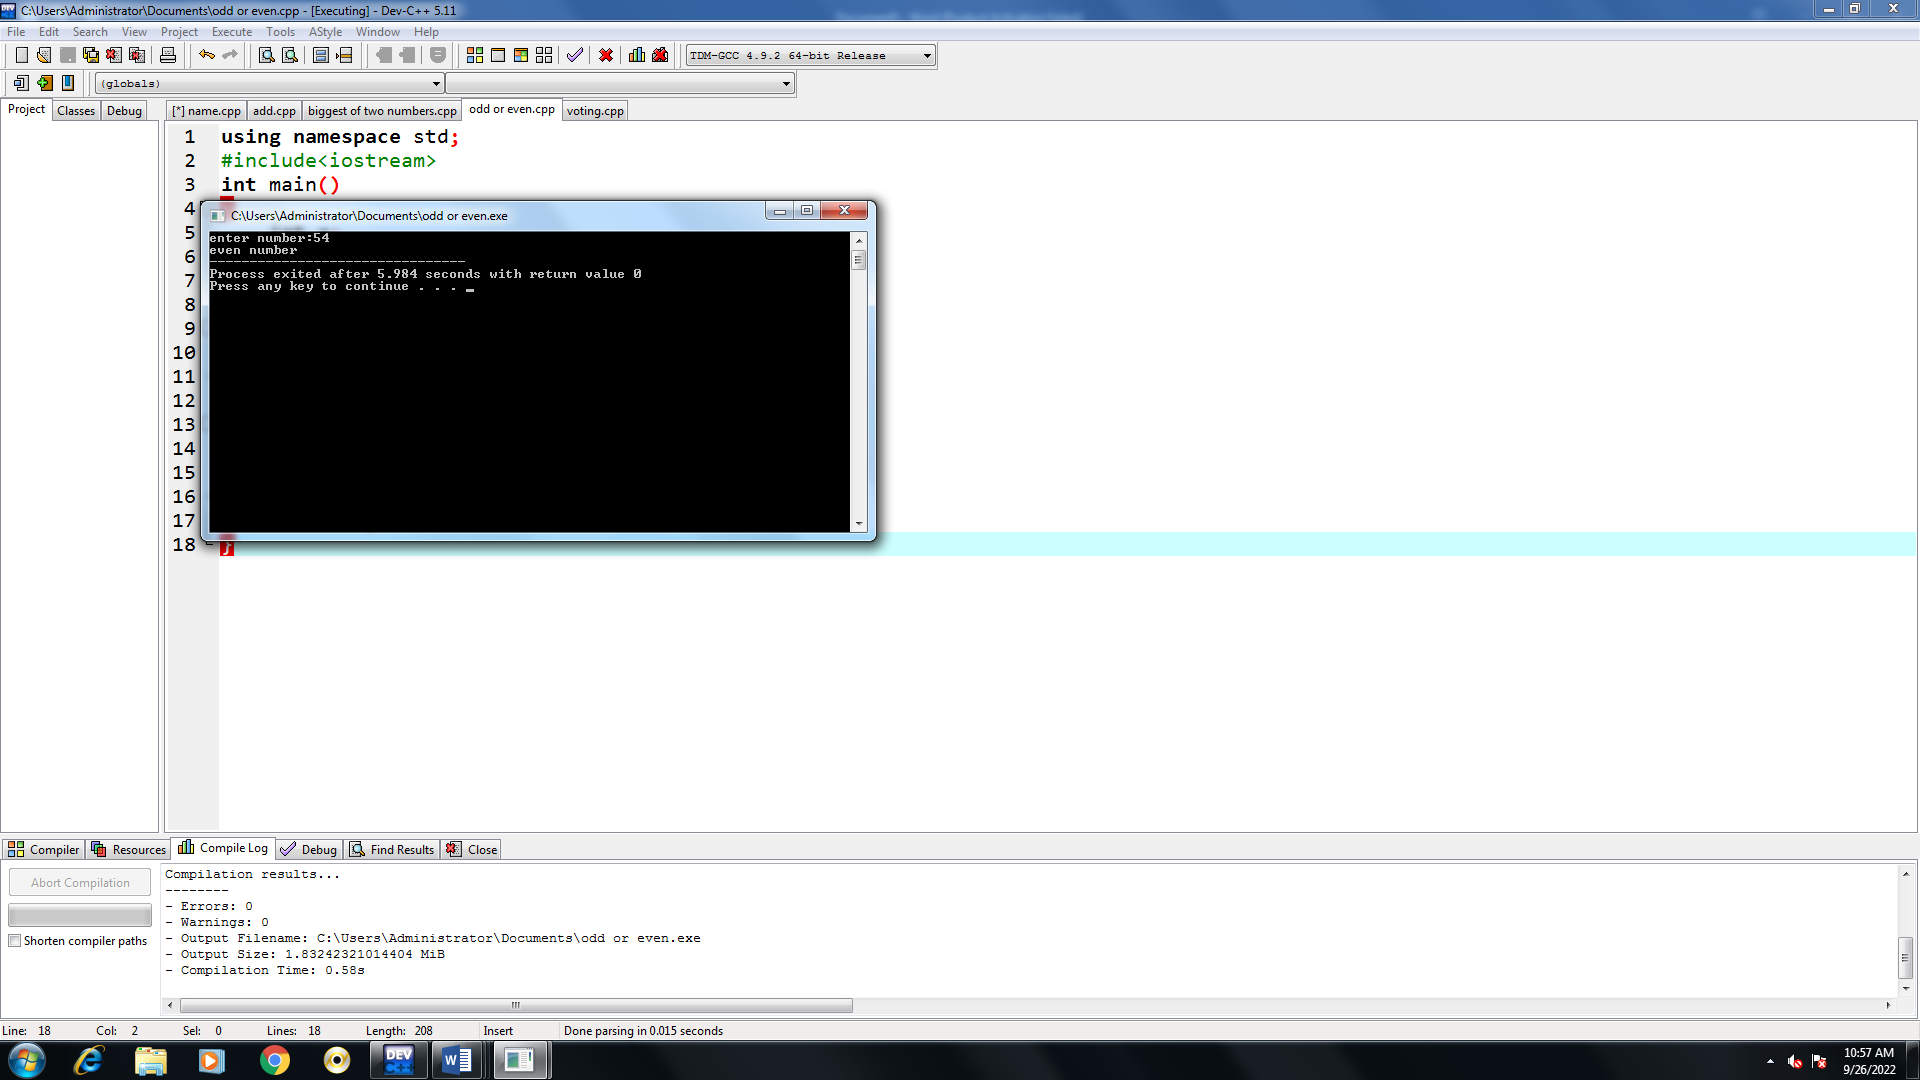 C:\Users\Administrator\Documents\odd or even.cpp - [Executing] - Dev-C++ 5.11
File Edit Search View Project Execute Tools AStyle Window Help
TDM-GCC 4.9.2 64-bit Release
(globals)
Project Classes Debug
[*] name.cpp add.cpp biggest of two numbers.cpp odd or even.cpp voting.cpp
1 using namespace std;
2 #include<iostream>
3 int main()
4
5
6
7
8
9
10
11
12
13
14
15
16
17
18 }
C:\Users\Administrator\Documents\odd or even.exe
enter number:54
even number
--------------------------------
Process exited after 5.984 seconds with return value 0
Press any key to continue . . . _
Compiler Resources Compile Log Debug Find Results Close
Abort Compilation
Shorten compiler paths
Compilation results...
--------
- Errors: 0
- Warnings: 0
- Output Filename: C:\Users\Administrator\Documents\odd or even.exe
- Output Size: 1.83242321014404 MiB
- Compilation Time: 0.58s
Line: 18 Col: 2 Sel: 0 Lines: 18 Length: 208 Insert Done parsing in 0.015 seconds
DEV C++
W
10:57 AM
9/26/2022